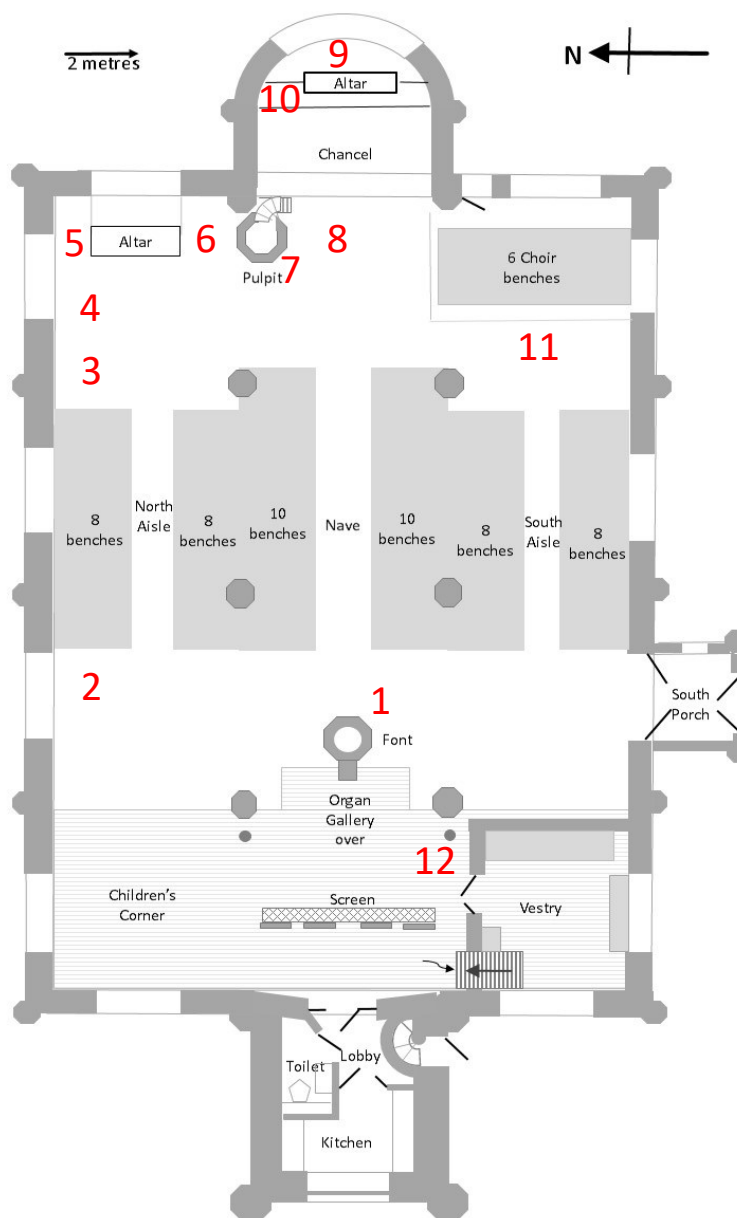 9
2 metres
N
Altar
10
Chancel
5
Altar
6
8
7
Pulpit
6 Choir
benches
4
3
11
8
benches
North
Aisle
8
benches
10
benches
Nave
10
benches
8
benches
South
Aisle
8
benches
2
1
South
Porch
Font
Organ
Gallery
over
12
Children's
Corner
Screen
Vestry
Toilet
Lobby
Kitchen